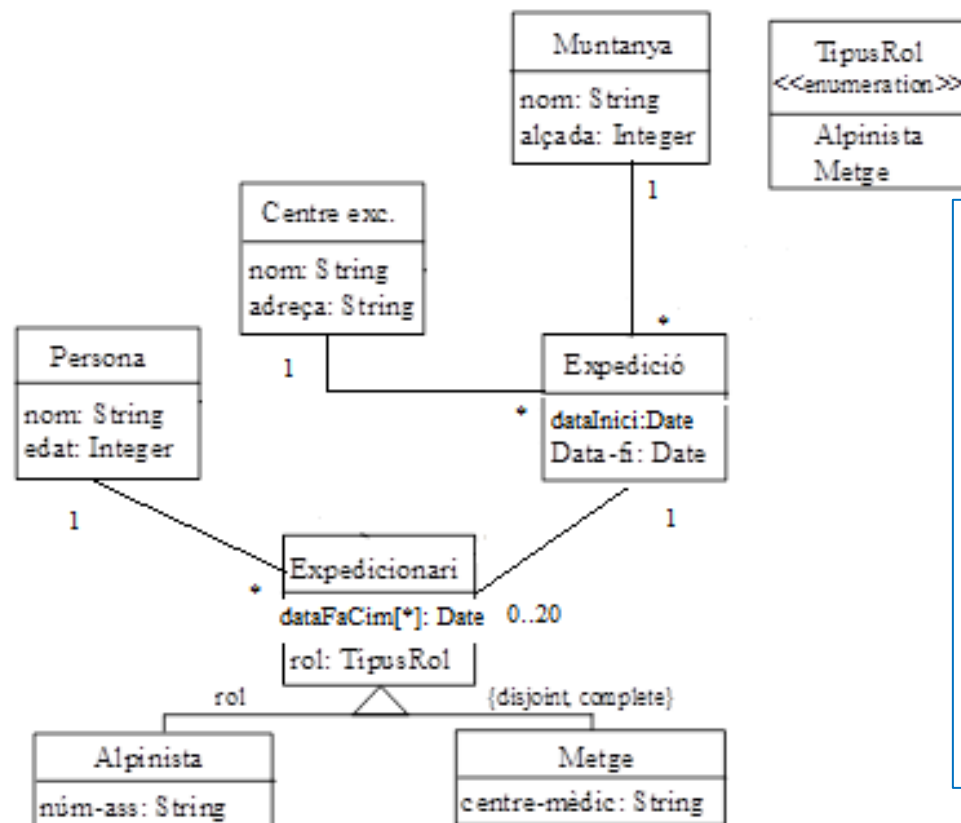 Muntanya
nom: String
alçada: Integer
1
TipusRol
<<enumeration>>
Alpinista
Metge
Centre exc.
nom: String
adreça: String
1
*
*
Expedició
dataInici:Date
Data-fi: Date
1
Persona
nom: String
edat: Integer
1
*
Expedicionari
dataFaCim[*]: Date
0..20
rol: TipusRol
rol
{disjoint, complete}
Alpinista
núm-ass: String
Metge
centre-mèdic: String